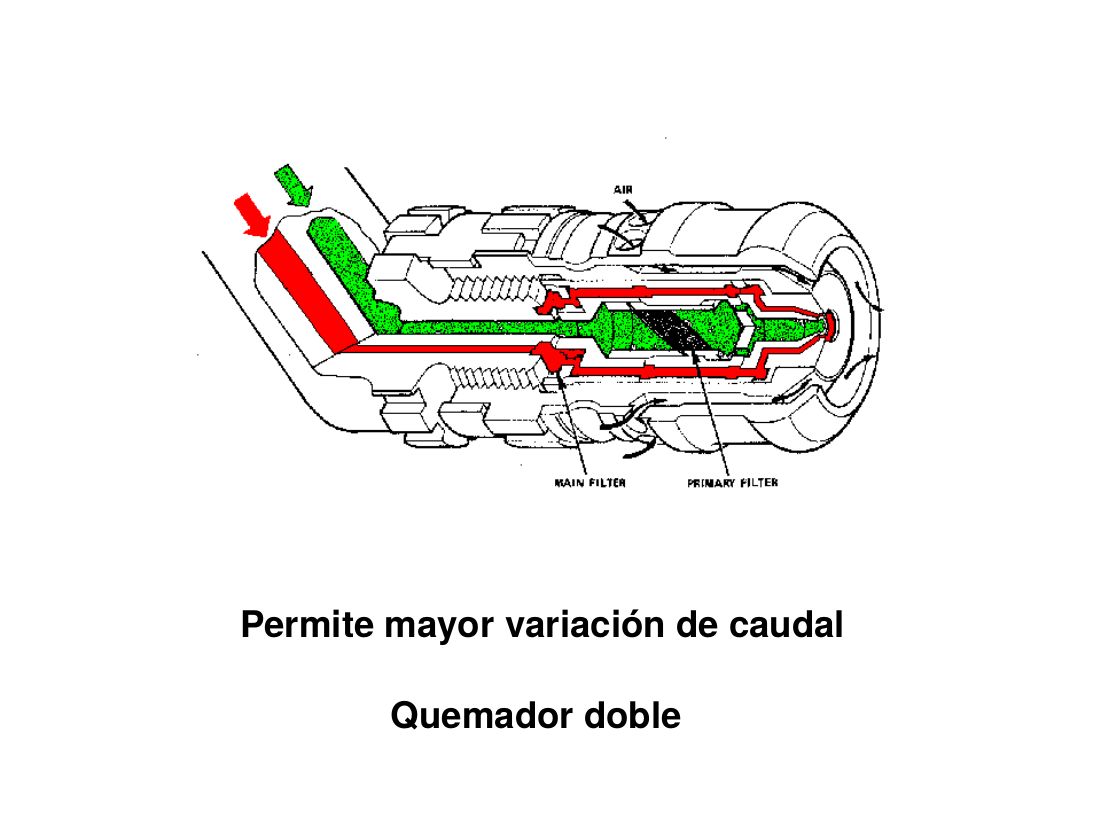 AIR
MAIN FILTER
PRIMARY FILTER
Permite mayor variación de caudal
Quemador doble